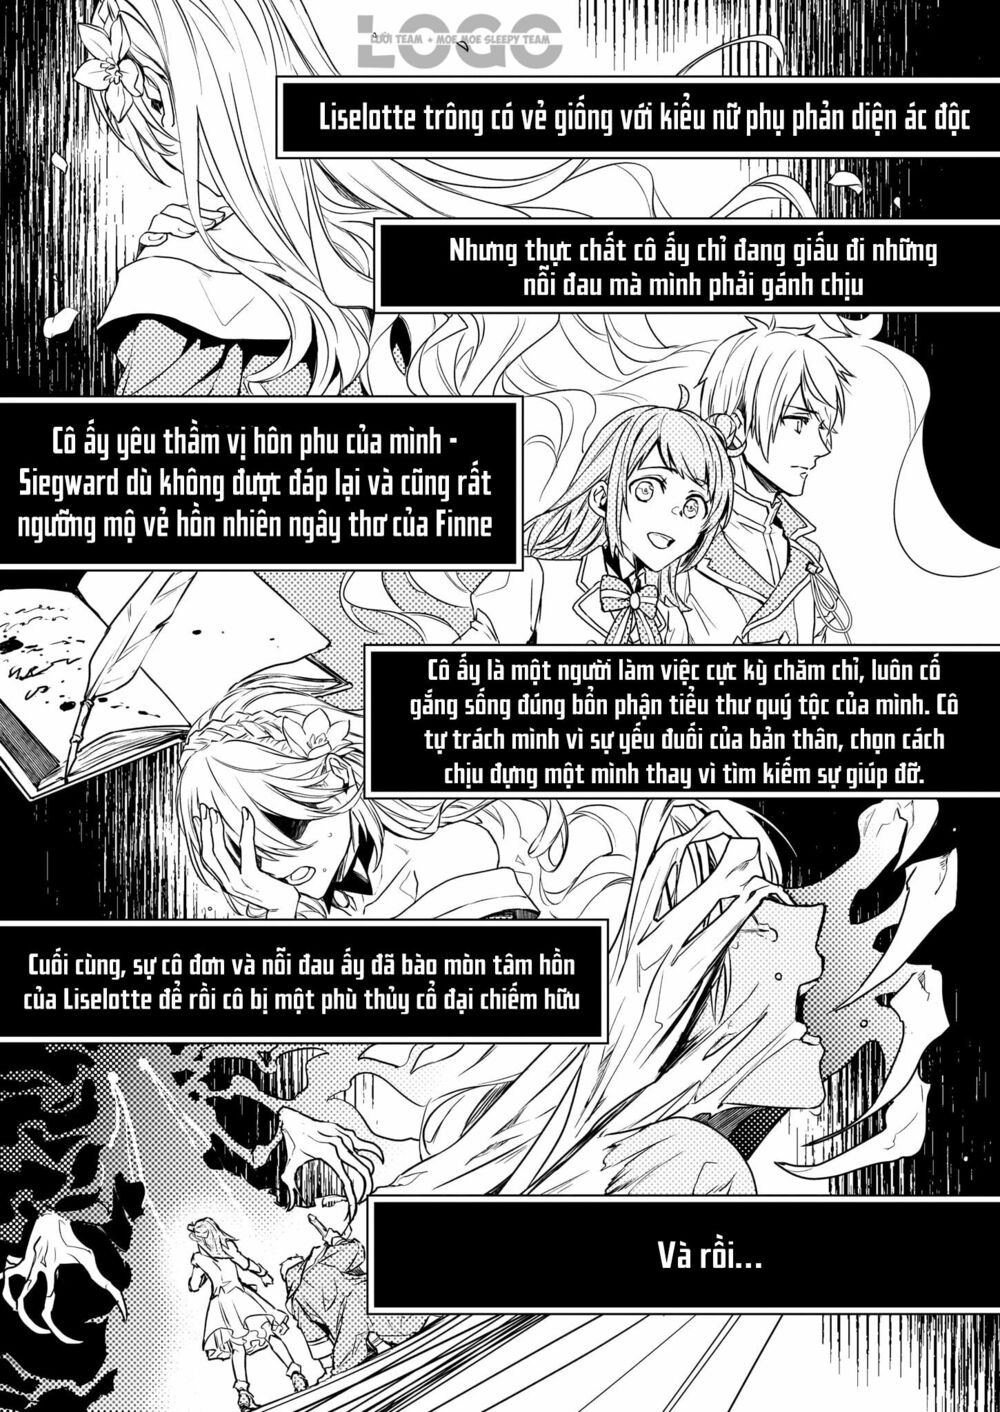 LOGO
LƯỜI TEAM + MOE MOE SLEEPY TEAM
Liselotte trông có vẻ giống với kiểu nữ phụ phản diện ác độc
Nhưng thực chất cô ấy chỉ đang giấu đi những
nỗi đau mà mình phải gánh chịu
Cô ấy yêu thầm vị hôn phu của mình -
Siegward dù không được đáp lại và cũng rất
ngưỡng mộ vẻ hồn nhiên ngây thơ của Finne
Cô ấy là một người làm việc cực kỳ chăm chỉ, luôn cố
gắng sống đúng bổn phận tiểu thư quý tộc của mình. Cô
tự trách mình vì sự yếu đuối của bản thân, chọn cách
chịu đựng một mình thay vì tìm kiếm sự giúp đỡ.
Cuối cùng, sự cô đơn và nỗi đau ấy đã bào mòn tâm hồn
của Liselotte để rồi cô bị một phù thủy cổ đại chiếm hữu
Và rồi...